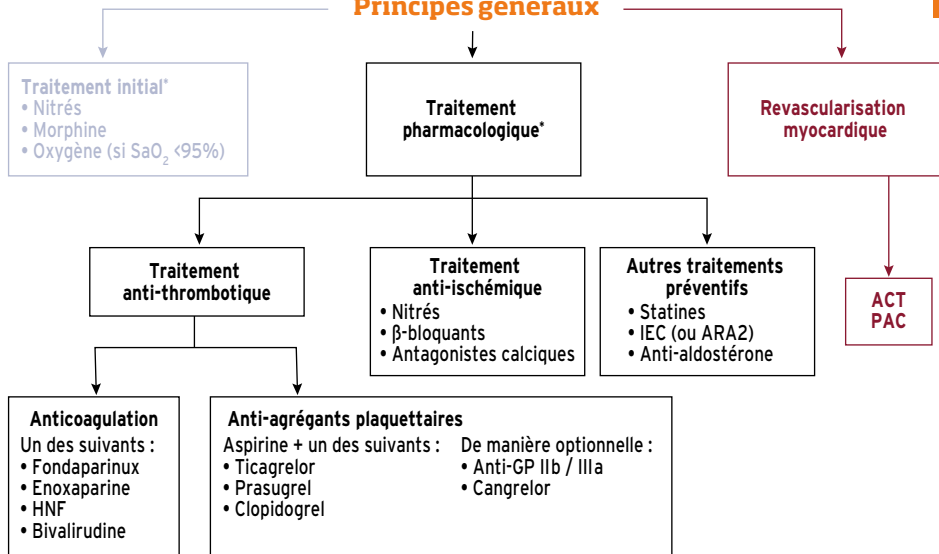 Principes généraux
Traitement initial*
• Nitrés
• Morphine
• Oxygène (si SaO2 <95%)
Traitement
pharmacologique*
Revascularisation
myocardique
Traitement
anti-thrombotique
Traitement
anti-ischémique
• Nitrés
• β-bloquants
• Antagonistes calciques
Autres traitements
préventifs
• Statines
• IEC (ou ARA2)
• Anti-aldostérone
ACT
PAC
Anticoagulation
Un des suivants :
• Fondaparinux
• Enoxaparine
• HNF
• Bivalirudine
Anti-agrégants plaquettaires
Aspirine + un des suivants :
• Ticagrelor
• Prasugrel
• Clopidogrel
De manière optionnelle :
• Anti-GP IIb / IIIa
• Cangrelor